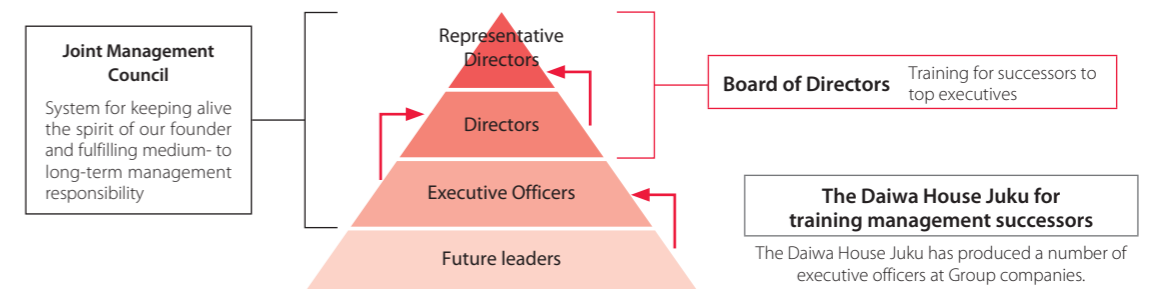 Joint Management
Council
System for keeping alive
the spirit of our founder
and fulfilling medium- to
long-term management
responsibility
Representative
Directors
Directors
Executive Officers
Future leaders
Board of Directors
Training for successors to
top executives
The Daiwa House Juku for
training management successors
The Daiwa House Juku has produced a number of
executive officers at Group companies.